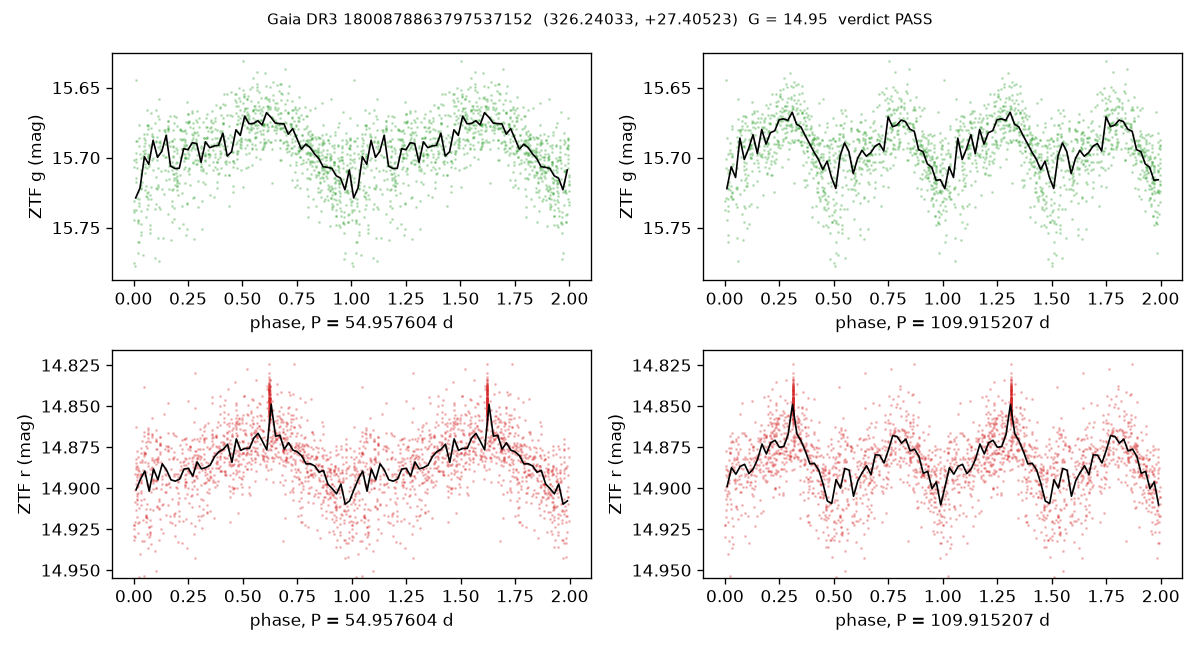 Gaia DR3 1800878863797537152  (326.24033, +27.40523)  G = 14.95  verdict PASS
ZTF g (mag)
15.65
15.70
15.75
0.00 0.25 0.50 0.75 1.00 1.25 1.50 1.75 2.00
phase, P = 54.957604 d
ZTF g (mag)
15.65
15.70
15.75
0.00 0.25 0.50 0.75 1.00 1.25 1.50 1.75 2.00
phase, P = 109.915207 d
ZTF r (mag)
14.825
14.850
14.875
14.900
14.925
14.950
0.00 0.25 0.50 0.75 1.00 1.25 1.50 1.75 2.00
phase, P = 54.957604 d
ZTF r (mag)
14.825
14.850
14.875
14.900
14.925
14.950
0.00 0.25 0.50 0.75 1.00 1.25 1.50 1.75 2.00
phase, P = 109.915207 d